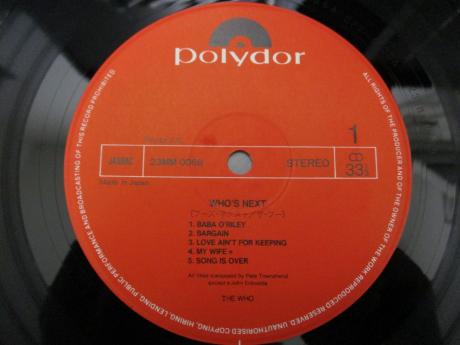 polydor
ALL RIGHTS OF THE PRODUCER AND OF THE OWNER OF THE WORK REPRODUCED RESERVED. UNAUTHORISED COPYING, HIRING, LENDING, PUBLIC PERFORMANCE AND BROADCASTING OF THIS RECORD PROHIBITED
1
JASRAC
23MM 0368
STEREO
33⅓
Made in Japan
WHO'S NEXT
1. BABA O'RILEY
2. BARGAIN
3. LOVE AIN'T FOR KEEPING
4. MY WIFE *
5. SONG IS OVER
All titles composed by Pete Townshend
except * John Entwistle
THE WHO